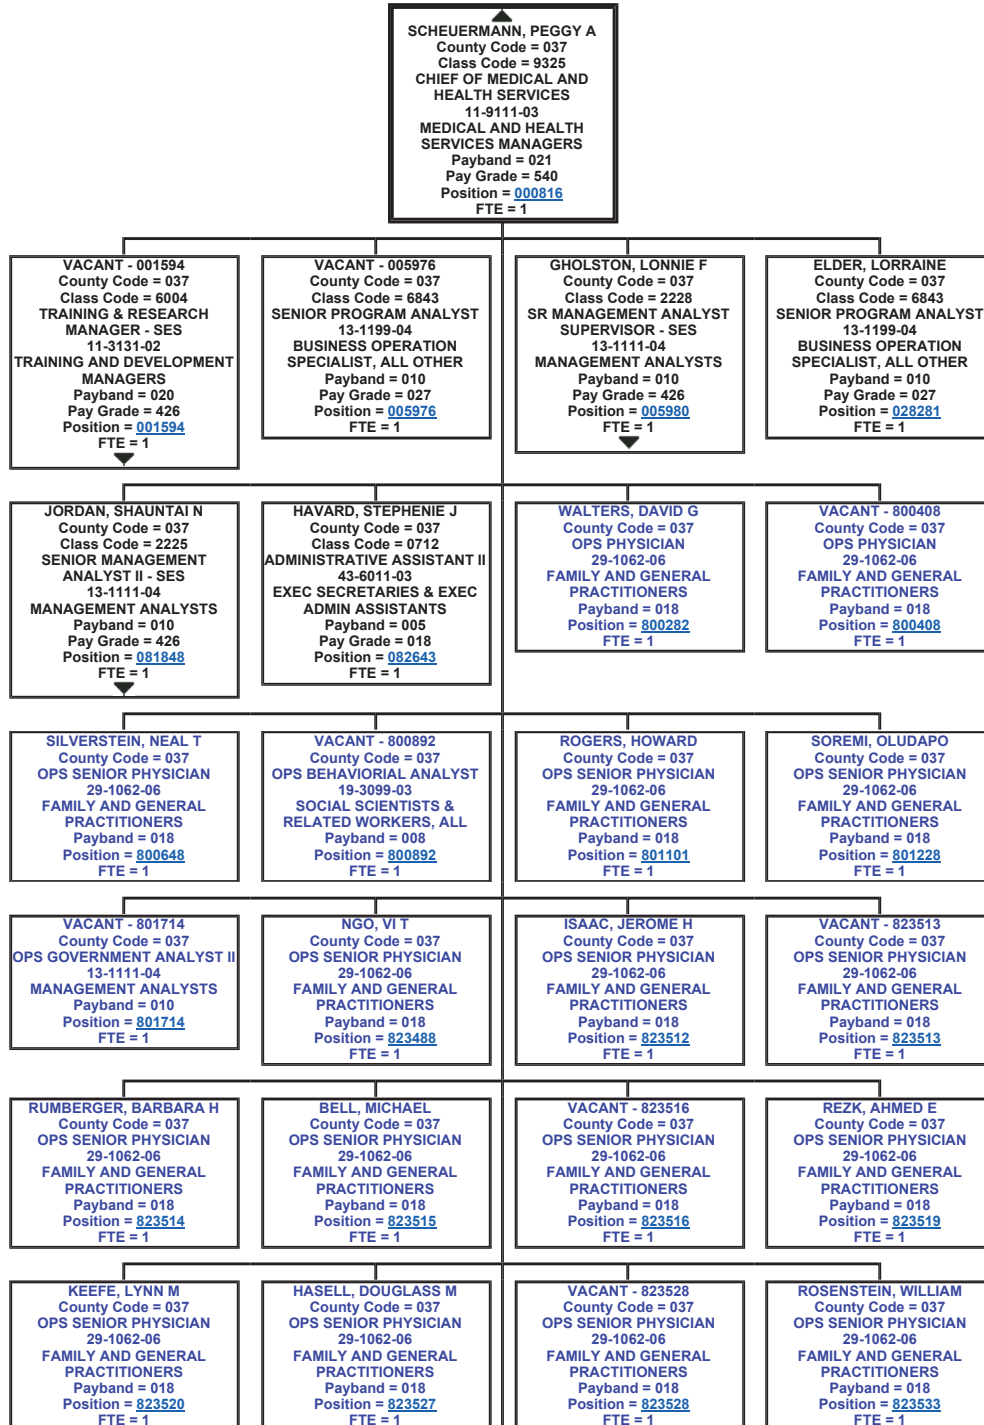 SCHEUERMANN, PEGGY A
County Code = 037
Class Code = 9325
CHIEF OF MEDICAL AND
HEALTH SERVICES
11-9111-03
MEDICAL AND HEALTH
SERVICES MANAGERS
Payband = 021
Pay Grade = 540
Position = 000816
FTE = 1
VACANT - 001594
County Code = 037
Class Code = 6004
TRAINING & RESEARCH
MANAGER - SES
11-3131-02
TRAINING AND DEVELOPMENT
MANAGERS
Payband = 020
Pay Grade = 426
Position = 001594
FTE = 1
VACANT - 005976
County Code = 037
Class Code = 6843
SENIOR PROGRAM ANALYST
13-1199-04
BUSINESS OPERATION
SPECIALIST, ALL OTHER
Payband = 010
Pay Grade = 027
Position = 005976
FTE = 1
GHOLSTON, LONNIE F
County Code = 037
Class Code = 2228
SR MANAGEMENT ANALYST
SUPERVISOR - SES
13-1111-04
MANAGEMENT ANALYSTS
Payband = 010
Pay Grade = 426
Position = 005980
FTE = 1
ELDER, LORRAINE
County Code = 037
Class Code = 6843
SENIOR PROGRAM ANALYST
13-1199-04
BUSINESS OPERATION
SPECIALIST, ALL OTHER
Payband = 010
Pay Grade = 027
Position = 028281
FTE = 1
JORDAN, SHAUNTAI N
County Code = 037
Class Code = 2225
SENIOR MANAGEMENT
ANALYST II - SES
13-1111-04
MANAGEMENT ANALYSTS
Payband = 010
Pay Grade = 426
Position = 081848
FTE = 1
HAVARD, STEPHENIE J
County Code = 037
Class Code = 0712
ADMINISTRATIVE ASSISTANT II
43-6011-03
EXEC SECRETARIES & EXEC
ADMIN ASSISTANTS
Payband = 005
Pay Grade = 018
Position = 082643
FTE = 1
WALTERS, DAVID G
County Code = 037
OPS PHYSICIAN
29-1062-06
FAMILY AND GENERAL
PRACTITIONERS
Payband = 018
Position = 800282
FTE = 1
VACANT - 800408
County Code = 037
OPS PHYSICIAN
29-1062-06
FAMILY AND GENERAL
PRACTITIONERS
Payband = 018
Position = 800408
FTE = 1
SILVERSTEIN, NEAL T
County Code = 037
OPS SENIOR PHYSICIAN
29-1062-06
FAMILY AND GENERAL
PRACTITIONERS
Payband = 018
Position = 800648
FTE = 1
VACANT - 800892
County Code = 037
OPS BEHAVIORIAL ANALYST
19-3099-03
SOCIAL SCIENTISTS &
RELATED WORKERS, ALL
Payband = 008
Position = 800892
FTE = 1
ROGERS, HOWARD
County Code = 037
OPS SENIOR PHYSICIAN
29-1062-06
FAMILY AND GENERAL
PRACTITIONERS
Payband = 018
Position = 801101
FTE = 1
SOREMI, OLUDAPO
County Code = 037
OPS SENIOR PHYSICIAN
29-1062-06
FAMILY AND GENERAL
PRACTITIONERS
Payband = 018
Position = 801228
FTE = 1
VACANT - 801714
County Code = 037
OPS GOVERNMENT ANALYST II
13-1111-04
MANAGEMENT ANALYSTS
Payband = 010
Position = 801714
FTE = 1
NGO, VI T
County Code = 037
OPS SENIOR PHYSICIAN
29-1062-06
FAMILY AND GENERAL
PRACTITIONERS
Payband = 018
Position = 823488
FTE = 1
ISAAC, JEROME H
County Code = 037
OPS SENIOR PHYSICIAN
29-1062-06
FAMILY AND GENERAL
PRACTITIONERS
Payband = 018
Position = 823512
FTE = 1
VACANT - 823513
County Code = 037
OPS SENIOR PHYSICIAN
29-1062-06
FAMILY AND GENERAL
PRACTITIONERS
Payband = 018
Position = 823513
FTE = 1
RUMBERGER, BARBARA H
County Code = 037
OPS SENIOR PHYSICIAN
29-1062-06
FAMILY AND GENERAL
PRACTITIONERS
Payband = 018
Position = 823514
FTE = 1
BELL, MICHAEL
County Code = 037
OPS SENIOR PHYSICIAN
29-1062-06
FAMILY AND GENERAL
PRACTITIONERS
Payband = 018
Position = 823515
FTE = 1
VACANT - 823516
County Code = 037
OPS SENIOR PHYSICIAN
29-1062-06
FAMILY AND GENERAL
PRACTITIONERS
Payband = 018
Position = 823516
FTE = 1
REZK, AHMED E
County Code = 037
OPS SENIOR PHYSICIAN
29-1062-06
FAMILY AND GENERAL
PRACTITIONERS
Payband = 018
Position = 823519
FTE = 1
KEEFE, LYNN M
County Code = 037
OPS SENIOR PHYSICIAN
29-1062-06
FAMILY AND GENERAL
PRACTITIONERS
Payband = 018
Position = 823520
FTE = 1
HASELL, DOUGLASS M
County Code = 037
OPS SENIOR PHYSICIAN
29-1062-06
FAMILY AND GENERAL
PRACTITIONERS
Payband = 018
Position = 823527
FTE = 1
VACANT - 823528
County Code = 037
OPS SENIOR PHYSICIAN
29-1062-06
FAMILY AND GENERAL
PRACTITIONERS
Payband = 018
Position = 823528
FTE = 1
ROSENSTEIN, WILLIAM
County Code = 037
OPS SENIOR PHYSICIAN
29-1062-06
FAMILY AND GENERAL
PRACTITIONERS
Payband = 018
Position = 823533
FTE = 1